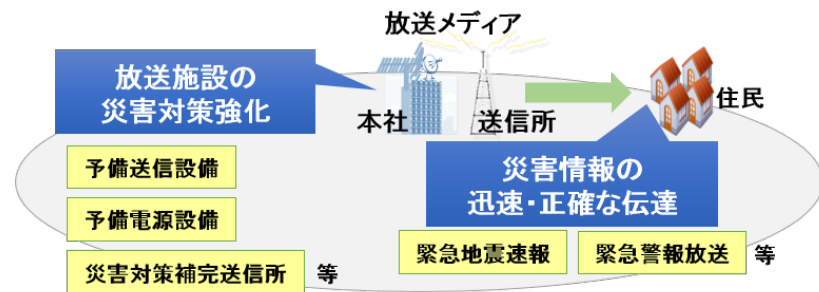 放送メディア
放送施設の
災害対策強化
本社
送信所
住民
予備送信設備
予備電源設備
災害対策補完送信所 等
災害情報の
迅速・正確な伝達
緊急地震速報
緊急警報放送 等